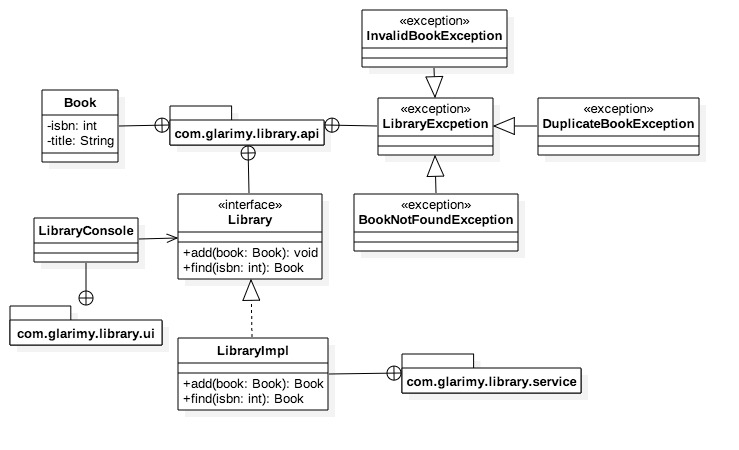 «exception»
InvalidBookException
Book
-isbn: int
-title: String
com.glarimy.library.api
«exception»
LibraryExcpetion
«exception»
DuplicateBookException
«interface»
Library
+add(book: Book): void
+find(isbn: int): Book
«exception»
BookNotFoundException
LibraryConsole
com.glarimy.library.ui
LibraryImpl
+add(book: Book): Book
+find(isbn: int): Book
com.glarimy.library.service